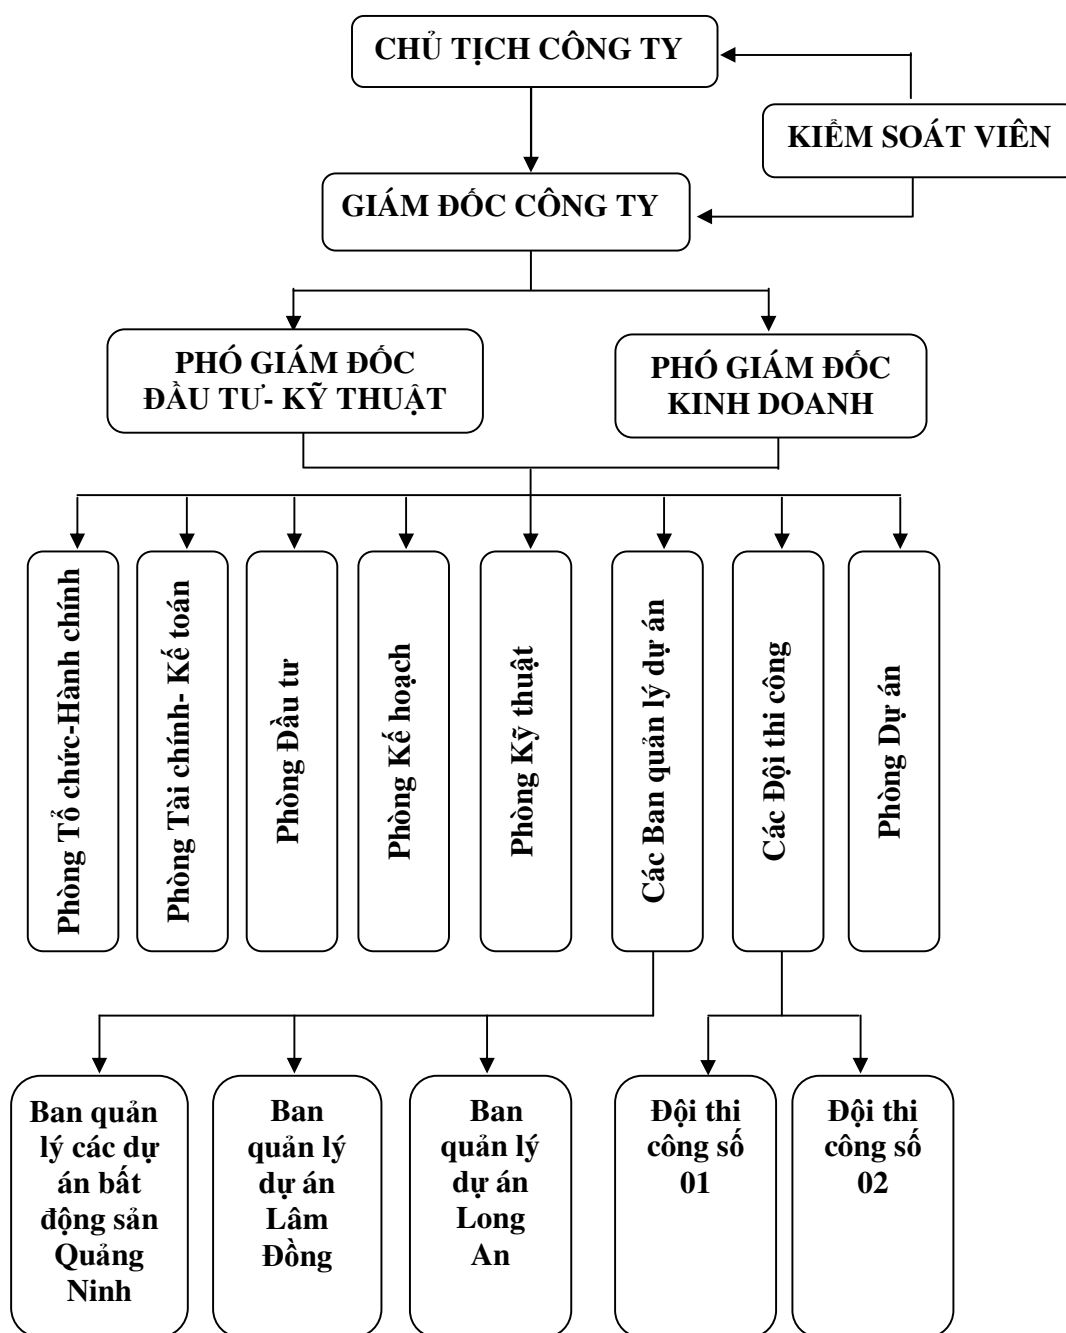 CHỦ TỊCH CÔNG TY
KIỂM SOÁT VIÊN
GIÁM ĐỐC CÔNG TY
PHÓ GIÁM ĐỐC
ĐẦU TƯ- KỸ THUẬT
PHÓ GIÁM ĐỐC
KINH DOANH
Phòng Tổ chức-Hành chính
Phòng Tài chính- Kế toán
Phòng Đầu tư
Phòng Kế hoạch
Phòng Kỹ thuật
Các Ban quản lý dự án
Các Đội thi công
Phòng Dự án
Ban quản
lý các dự
án bất
động sản
Quảng
Ninh
Ban
quản lý
dự án
Lâm
Đồng
Ban
quản lý
dự án
Long
An
Đội thi
công số
01
Đội thi
công số
02